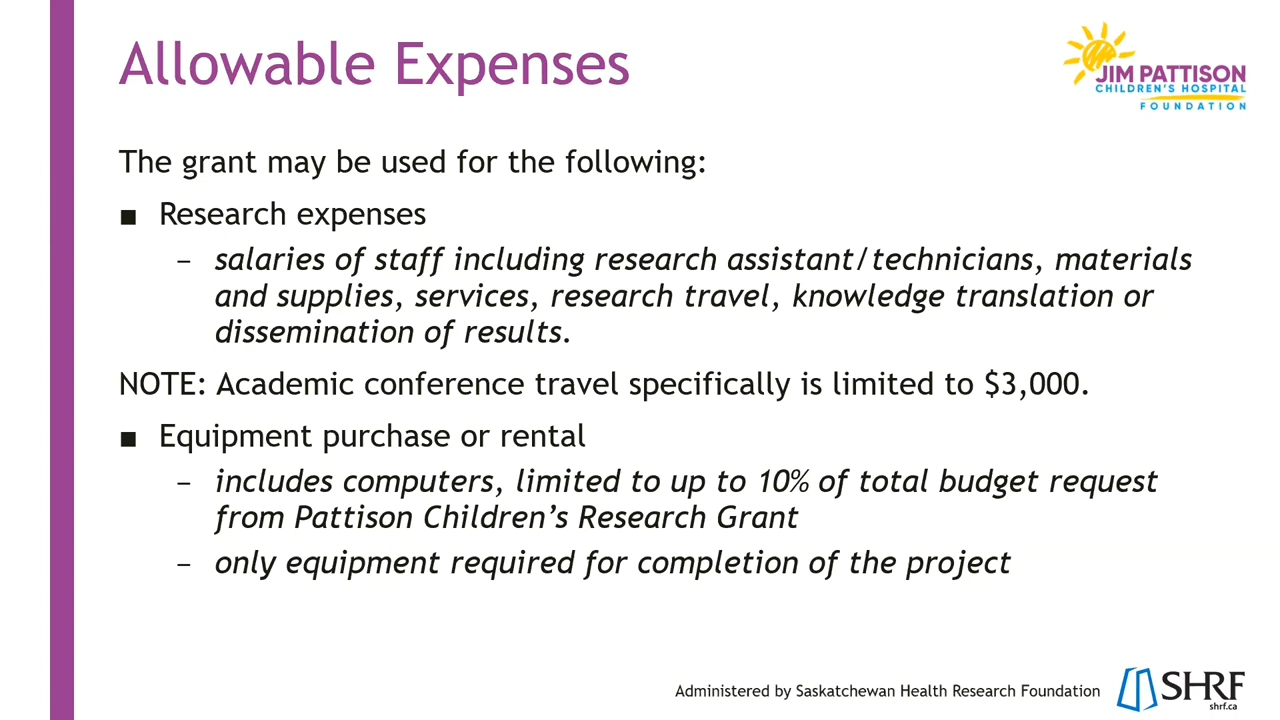 Allowable Expenses
JIM PATTISON
CHILDREN'S HOSPITAL
FOUNDATION
The grant may be used for the following:
■ Research expenses
– salaries of staff including research assistant/technicians, materials
and supplies, services, research travel, knowledge translation or
dissemination of results.
NOTE: Academic conference travel specifically is limited to $3,000.
■ Equipment purchase or rental
– includes computers, limited to up to 10% of total budget request
from Pattison Children’s Research Grant
– only equipment required for completion of the project
Administered by Saskatchewan Health Research Foundation
SHRF
shrf.ca